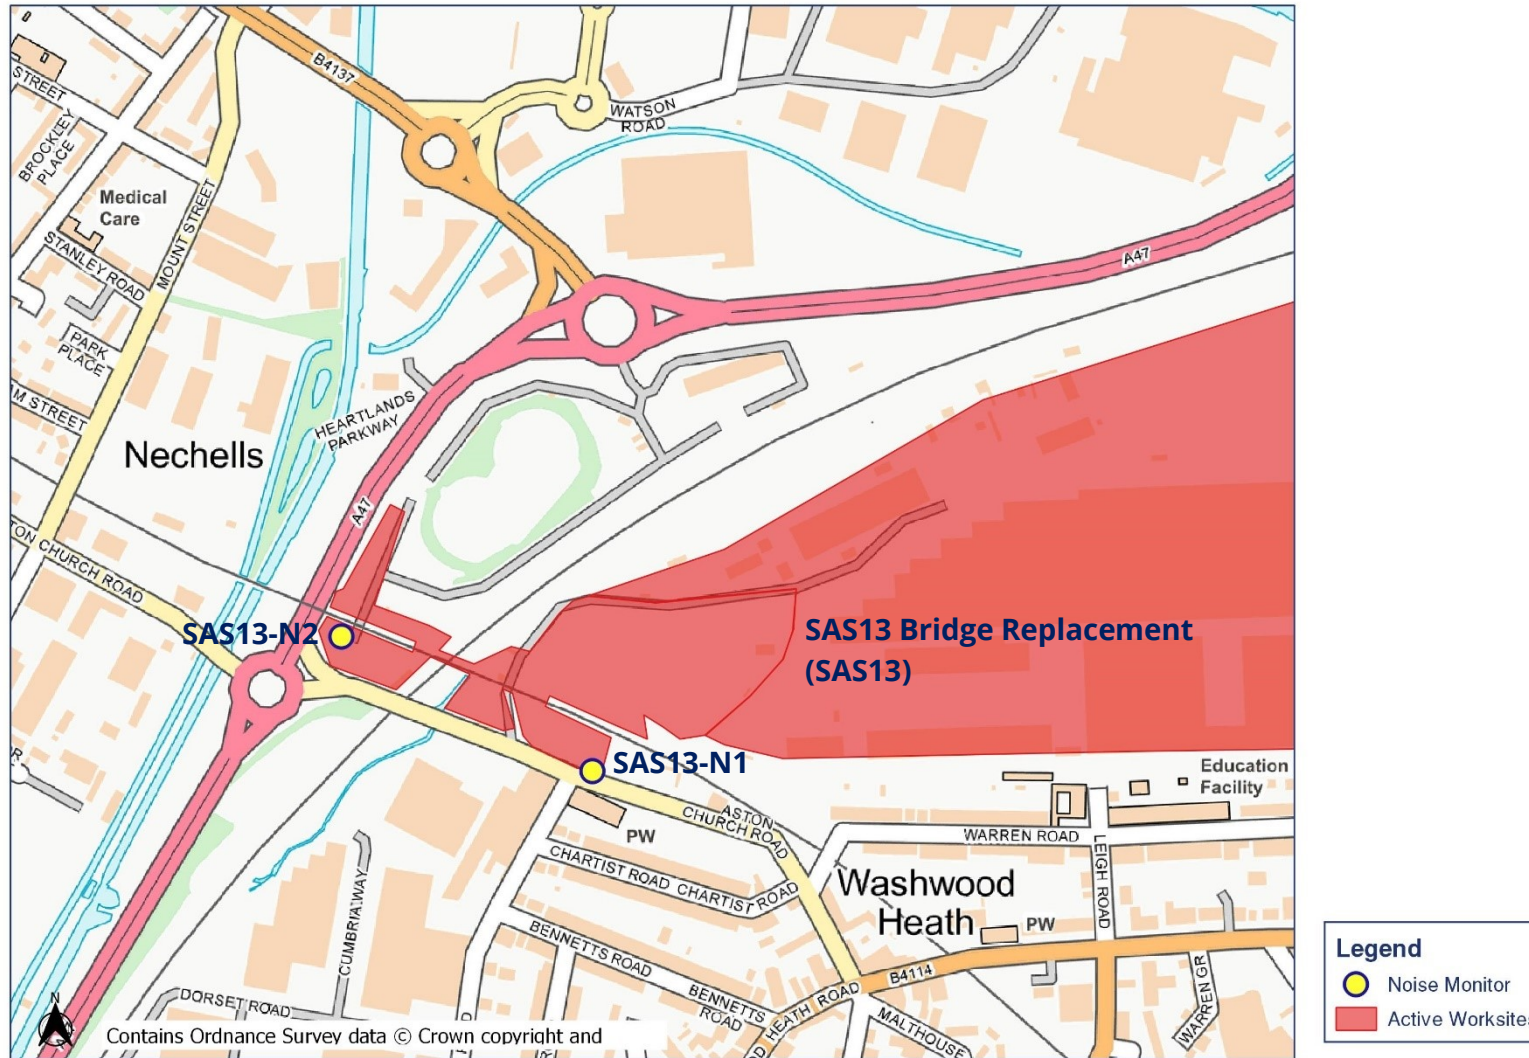 B4137
WATSON
ROAD
STREET
BROCKLEY
PLACE
Medical
Care
MOUNT STREET
STANLEY ROAD
PARK
PLACE
A47
HEARTLANDS
PARKWAY
M STREET
Nechells
A47
ON CHURCH ROAD
SAS13-N2
SAS13 Bridge Replacement
(SAS13)
SAS13-N1
Education
Facility
ASTON
CHURCH ROAD
PW
WARREN ROAD
LEIGH ROAD
CHARTIST ROAD
CHARTIST ROAD
Washwood
Heath
PW
CUMBRIA WAY
BENNETTS ROAD
BENNETTS
ROAD
B4114
HEATH ROAD
MALTHOUSE
WARREN GR
DORSET ROAD
N
Contains Ordnance Survey data © Crown copyright and
Legend
Noise Monitor
Active Worksites